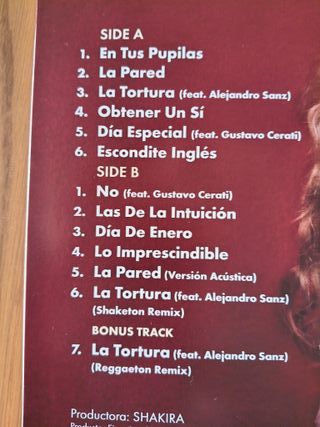 SIDE A
1. En Tus Pupilas
2. La Pared
3. La Tortura (feat. Alejandro Sanz)
4. Obtener Un Sí
5. Día Especial (feat. Gustavo Cerati)
6. Escondite Inglés
SIDE B
1. No (feat. Gustavo Cerati)
2. Las De La Intuición
3. Día De Enero
4. Lo Imprescindible
5. La Pared (Versión Acústica)
6. La Tortura (feat. Alejandro Sanz)
(Shaketon Remix)
BONUS TRACK
7. La Tortura (feat. Alejandro Sanz)
(Reggaeton Remix)
Productora: SHAKIRA